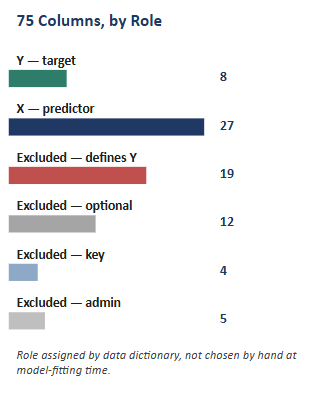 75 Columns, by Role
Y — target
8
X — predictor
27
Excluded — defines Y
19
Excluded — optional
12
Excluded — key
4
Excluded — admin
5
Role assigned by data dictionary, not chosen by hand at
model-fitting time.